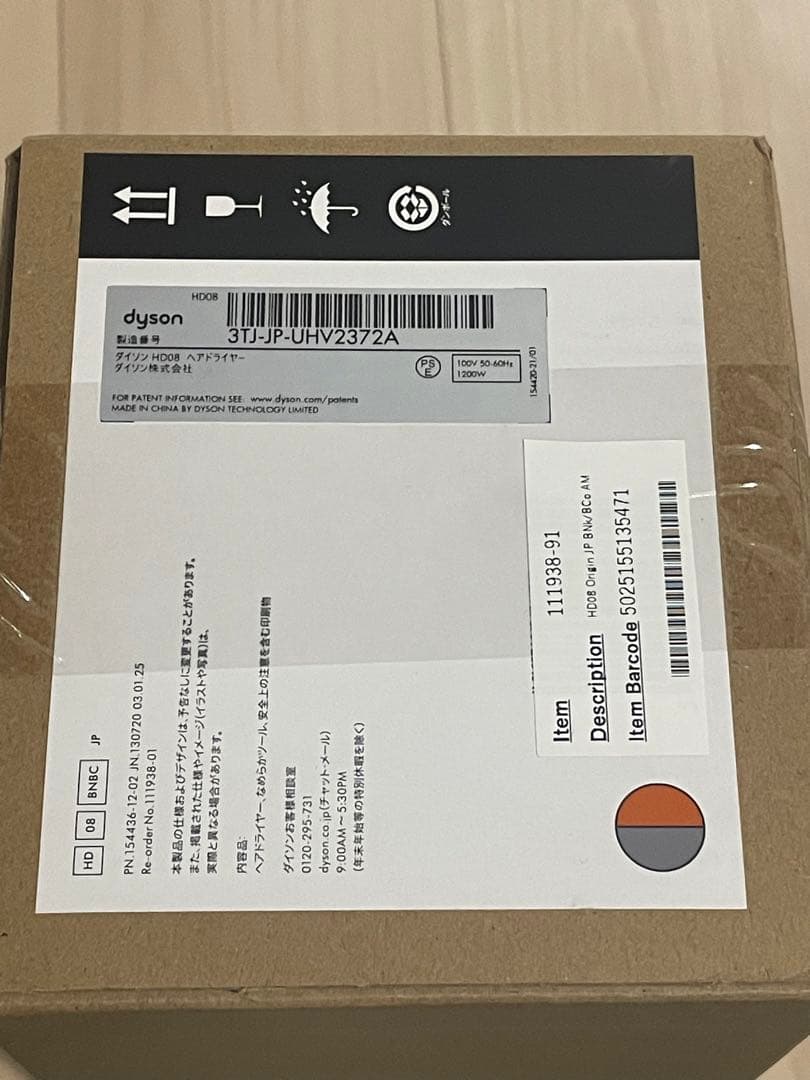 ダンボール
HD08
dyson
製造番号
3TJ-JP-UHV2372A
ダイソン HD08 ヘアドライヤー
ダイソン株式会社
PS
E
100V 50-60Hz
1200W
154420-21/01
FOR PATENT INFORMATION SEE: www.dyson.com/patents
MADE IN CHINA BY DYSON TECHNOLOGY LIMITED
HD 08 BNBC JP
PN.154436-12-02 JN.130720 03.01.25
Re-order No.111938-01
本製品の仕様およびデザインは、予告なしに変更することがあります。
また、掲載された仕様やイメージ(イラストや写真)は、
実際と異なる場合があります。
内容品:
ヘアドライヤー、なめらかツール、安全上の注意を含む印刷物
ダイソンお客様相談室
0120-295-731
dyson.co.jp(チャット・メール)
9:00AM～5:30PM
(年末年始等の特別休暇を除く)
Item 111938-91
Description HD08 Origin JP BNk/BCo AM
Item Barcode 5025155135471